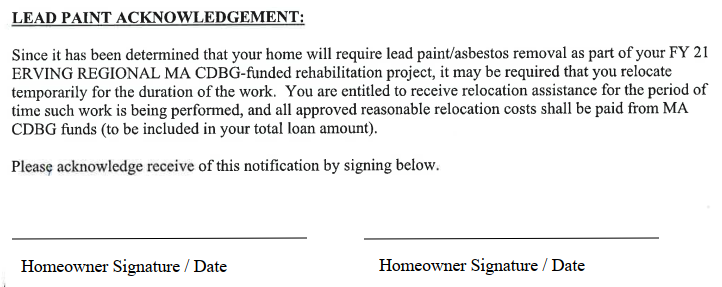 LEAD PAINT ACKNOWLEDGEMENT:
Since it has been determined that your home will require lead paint/asbestos removal as part of your FY 21
ERVING REGIONAL MA CDBG-funded rehabilitation project, it may be required that you relocate
temporarily for the duration of the work. You are entitled to receive relocation assistance for the period of
time such work is being performed, and all approved reasonable relocation costs shall be paid from MA
CDBG funds (to be included in your total loan amount).
Please acknowledge receive of this notification by signing below.
Homeowner Signature / Date Homeowner Signature / Date